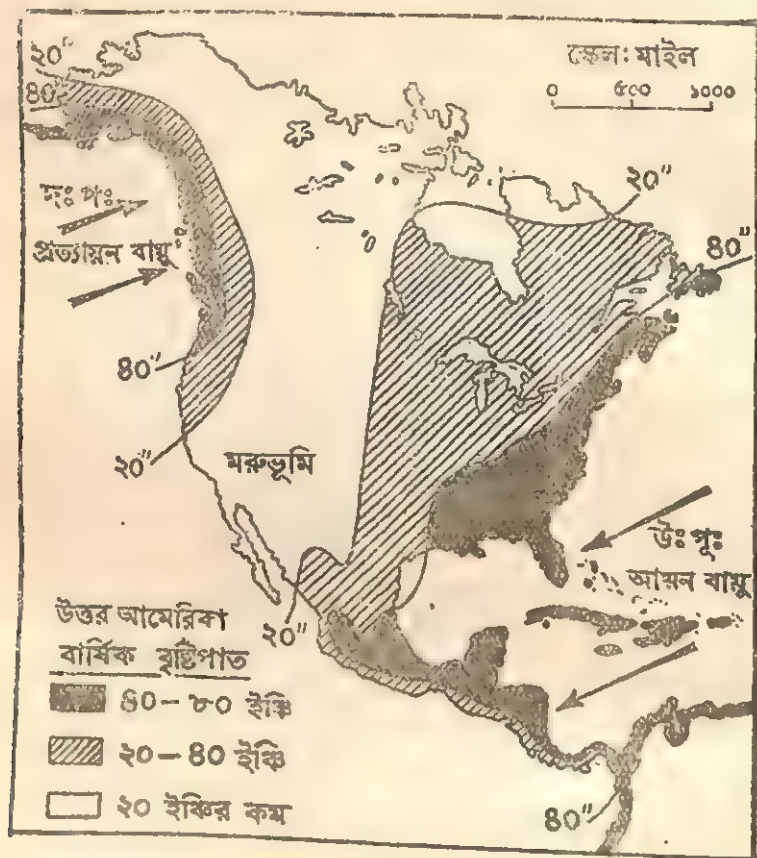 স্কেল: মাইল
০ ৫০০ ১০০০
২০"
৪০"
দঃ পঃ
প্রত্যায়ন বায়ু
২০"
৪০"
৪০"
২০"
মরুভূমি
উঃ পূঃ
আয়ন বায়ু
২০"
৪০"
উত্তর আমেরিকা
বার্ষিক বৃষ্টিপাত
৪০-৮০ ইঞ্চি
২০-৪০ ইঞ্চি
২০ ইঞ্চির কম